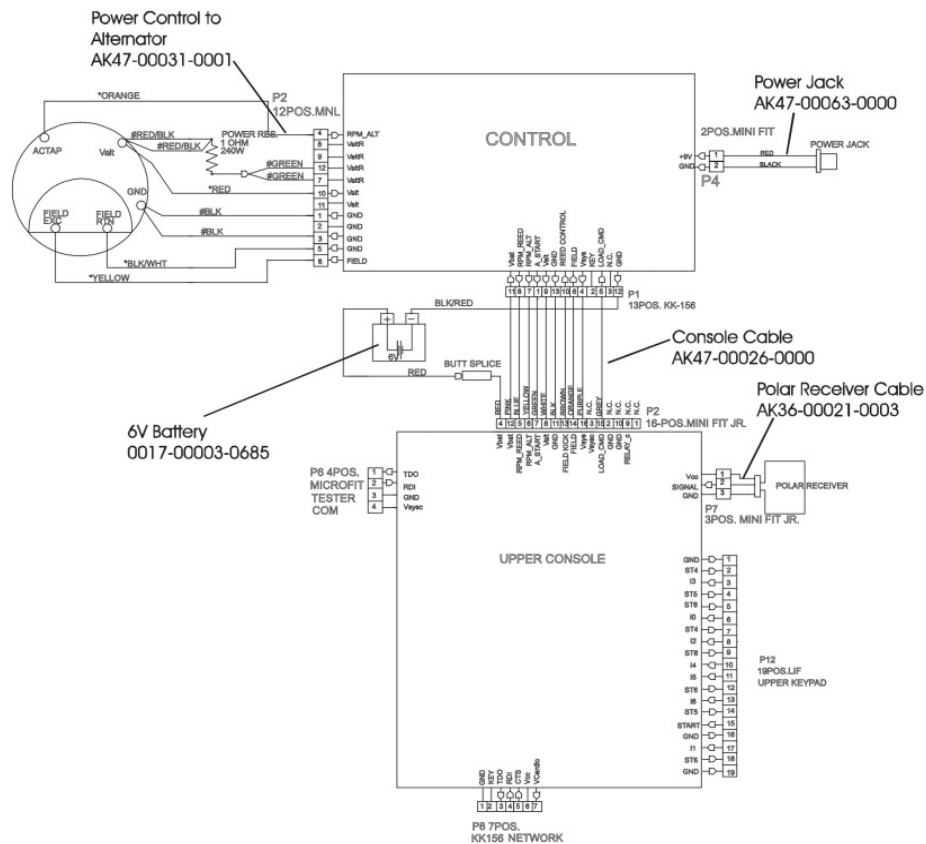 Power Control to
Alternator
AK47-00031-0001
*ORANGE
P2
12POS.MNL
ACTAP
Valt
#RED/BLK
#RED/BLK
POWER RES.
1 OHM
240W
#GREEN
#GREEN
*RED
GND
#BLK
#BLK
FIELD
EXC
FIELD
RTN
*BLK/WHT
*YELLOW
4 RPM_ALT
8 ValtR
9 ValtR
12 ValtR
7 ValtR
10 Valt
11 Valt
1 GND
2 GND
3 GND
5 GND
6 FIELD
CONTROL
Power Jack
AK47-00063-0000
2POS.MINI FIT
+9V 1 RED
GND 2 BLACK
POWER JACK
P4
Vbat
RPM_REED
RPM_ALT
A_START
Valt
GND
REED CONTROL
FIELD
Vsys
KEY
LOAD_CMD
N.C.
GND
11 8 7 1 9 13 10 6 4 2 5 3 12
P1
13POS. KK-156
BLK/RED
+ −
6V
BUTT SPLICE
RED
Console Cable
AK47-00026-0000
Polar Receiver Cable
AK36-00021-0003
6V Battery
0017-00003-0685
RED
PINK
BLUE
YELLOW
GREEN
WHITE
BLK
BROWN
ORANGE
PURPLE
N.C.
GREY
N.C.
N.C.
N.C.
N.C.
P2
16-POS.MINI FIT JR.
4 12 5 6 7 8 11 13 14 16 3 15 2 10 9 1
Vbat
Vbat
RPM_REED
RPM_ALT
A_START
Valt
GND
FIELD KICK
FIELD
Vsys
Vsysc
LOAD_CMD
GND
GND
RELAY_S
P6 4POS.
MICROFIT
TESTER
COM
1 TDO
2 RDI
3 GND
4 Vsysc
Vcc 1
SIGNAL 2
GND 3
POLAR RECEIVER
P7
3POS. MINI FIT JR.
UPPER CONSOLE
GND 1
ST4 2
I3 3
ST5 4
ST8 5
I0 6
ST4 7
I2 8
ST8 9
I4 10
I5 11
ST6 12
I6 13
ST5 14
START 15
GND 16
I1 17
ST6 18
GND 19
P12
19POS.LIF
UPPER KEYPAD
GND
KEY
TDO
RDI
CTS
Vcc
VCardio
1 2 3 4 5 6 7
P8 7POS.
KK156 NETWORK